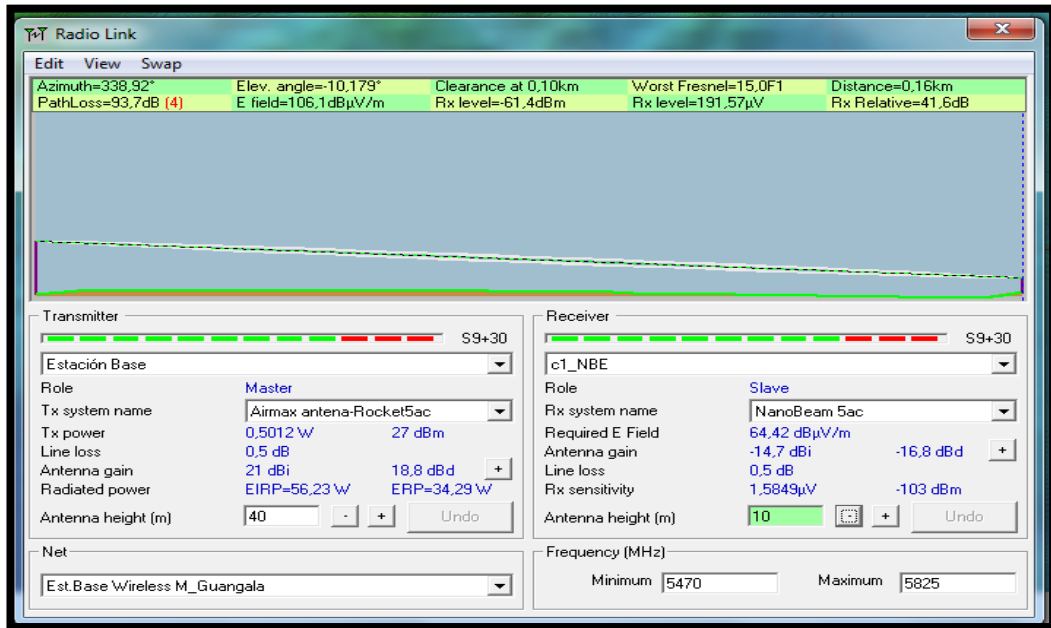 Radio Link
Edit View Swap
Azimuth=338,92° Elev. angle=-10,179° Clearance at 0,10km Worst Fresnel=15,0F1 Distance=0,16km
PathLoss=93,7dB (4) E field=106,1dBµV/m Rx level=-61,4dBm Rx level=191,57µV Rx Relative=41,6dB
Transmitter
S9+30
Estación Base
Role Master
Tx system name Airmax antena-Rocket5ac
Tx power 0,5012 W 27 dBm
Line loss 0,5 dB
Antenna gain 21 dBi 18,8 dBd +
Radiated power EIRP=56,23 W ERP=34,29 W
Antenna height (m) 40 - + Undo
Net
Est.Base Wireless M_Guangala
Receiver
S9+30
c1_NBE
Role Slave
Rx system name NanoBeam 5ac
Required E Field 64,42 dBµV/m
Antenna gain -14,7 dBi -16,8 dBd +
Line loss 0,5 dB
Rx sensitivity 1,5849µV -103 dBm
Antenna height (m) 10 - + Undo
Frequency (MHz)
Minimum 5470 Maximum 5825